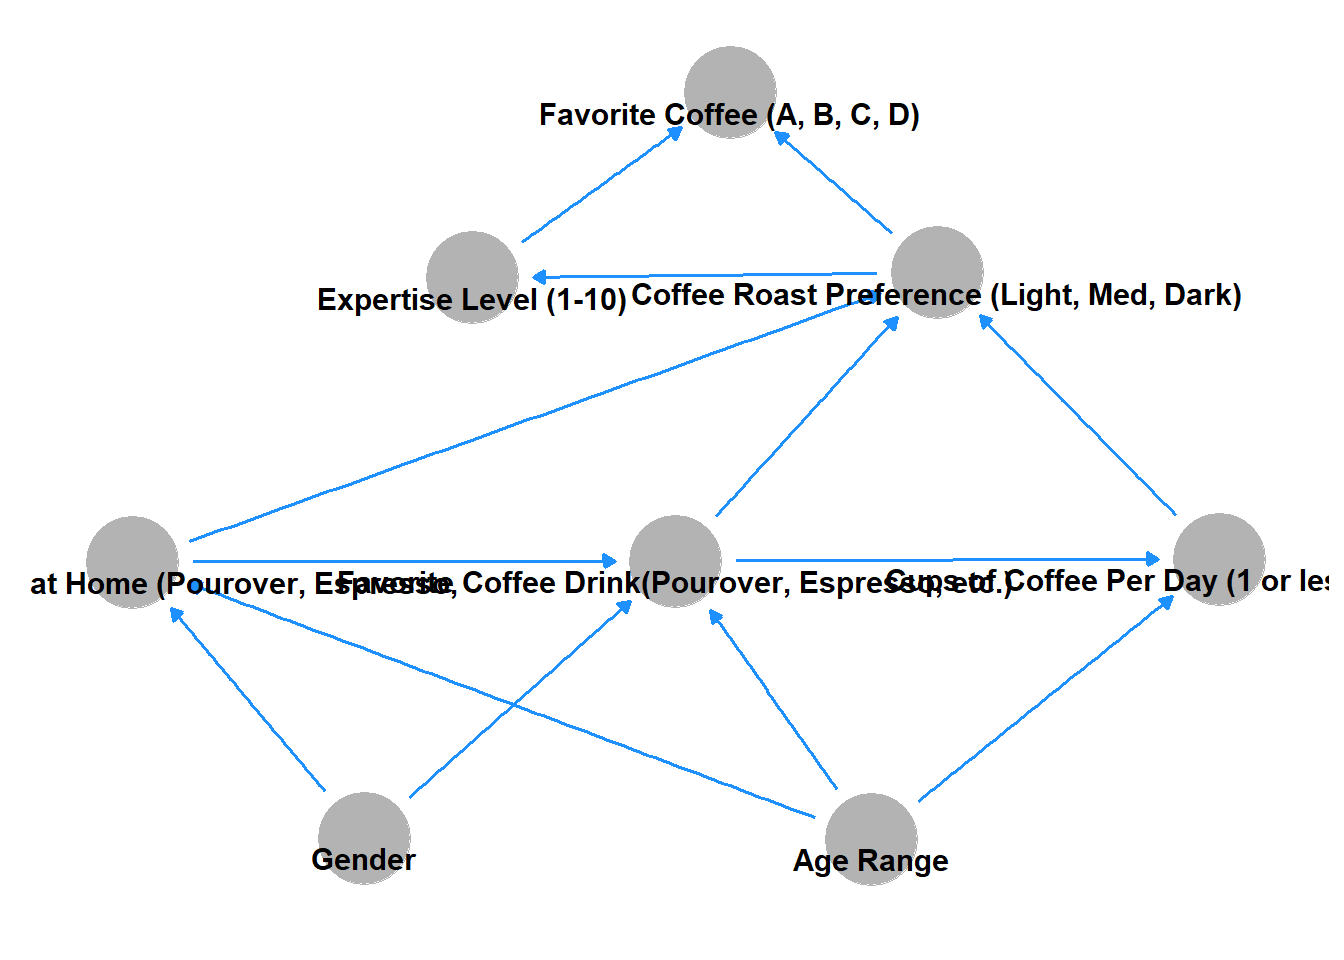 Favorite Coffee (A, B, C, D)
Expertise Level (1-10)
Coffee Roast Preference (Light, Med, Dark)
at Home (Pourover, Espresso,
Favorite Coffee Drink(Pourover, Espresso, etc.)
Cups of Coffee Per Day (1 or les
Gender
Age Range